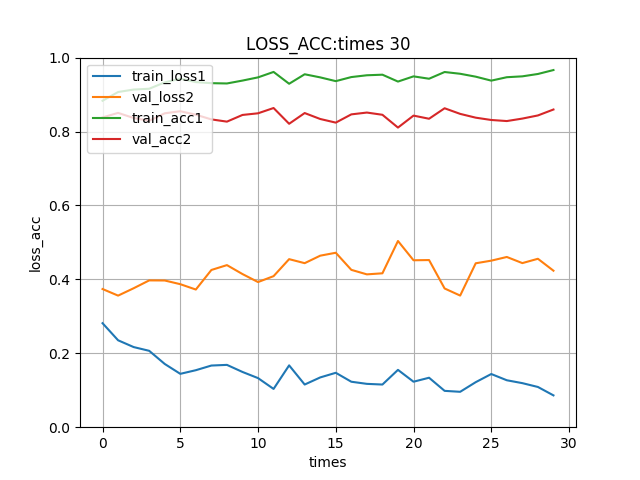 LOSS_ACC:times 30
train_loss1
val_loss2
train_acc1
val_acc2
1.0
0.8
0.6
0.4
0.2
0.0
loss_acc
0 5 10 15 20 25 30
times